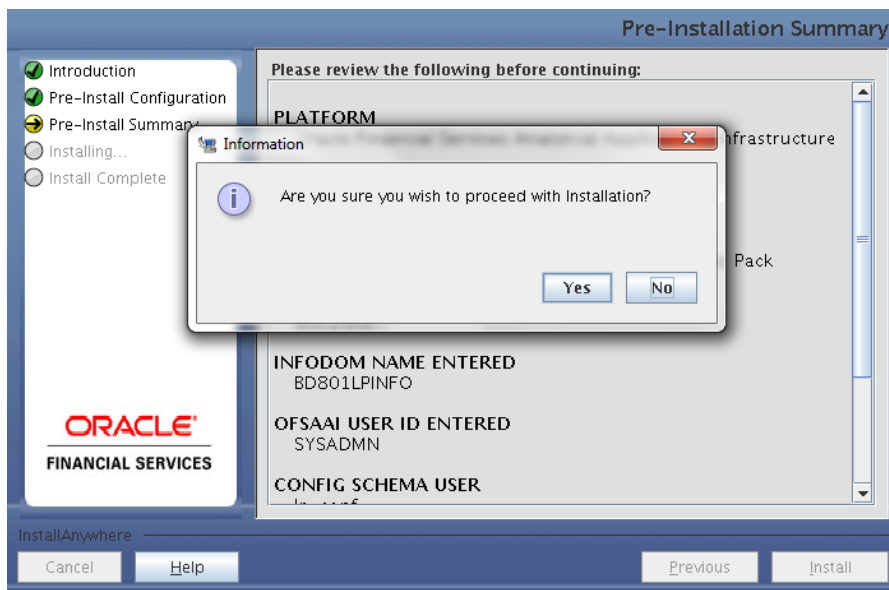 Pre-Installation Summary
Introduction
Pre-Install Configuration
Pre-Install Summary
Installing...
Install Complete
ORACLE
FINANCIAL SERVICES
Please review the following before continuing:
PLATFORM
Infrastructure
Pack
INFODOM NAME ENTERED
BD801LPINFO
OFSAAI USER ID ENTERED
SYSADMN
CONFIG SCHEMA USER
Information
Are you sure you wish to proceed with Installation?
Yes
No
InstallAnywhere
Cancel
Help
Previous
Install